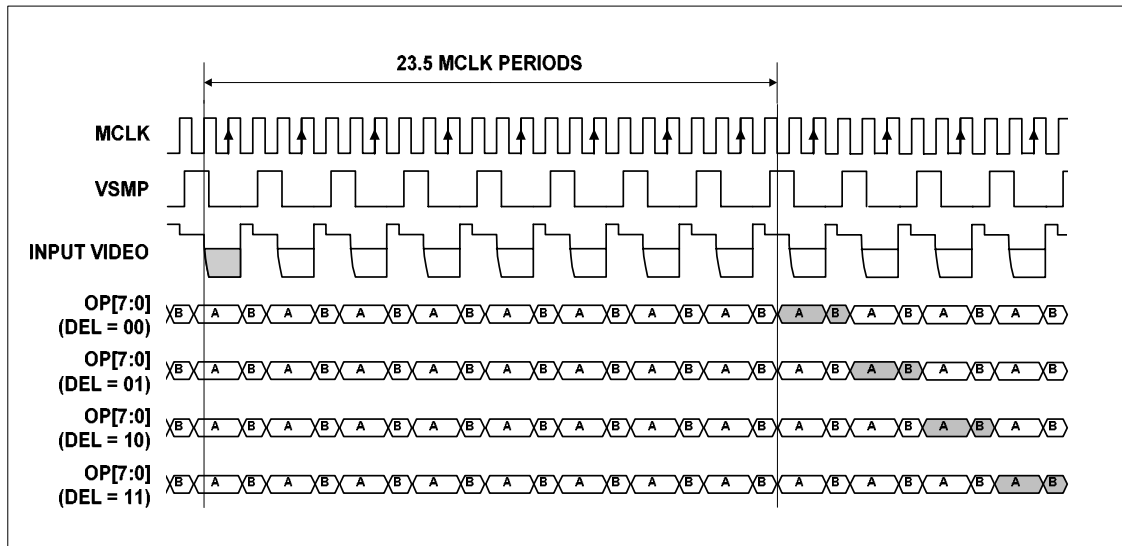 23.5 MCLK PERIODS
MCLK
VSMP
INPUT VIDEO
OP[7:0]
(DEL = 00)
B A B A B A B A B A B A B A B A B A B A B A B A B
OP[7:0]
(DEL = 01)
B A B A B A B A B A B A B A B A B A B A B A B A B
OP[7:0]
(DEL = 10)
B A B A B A B A B A B A B A B A B A B A B A B A B
OP[7:0]
(DEL = 11)
B A B A B A B A B A B A B A B A B A B A B A B A B